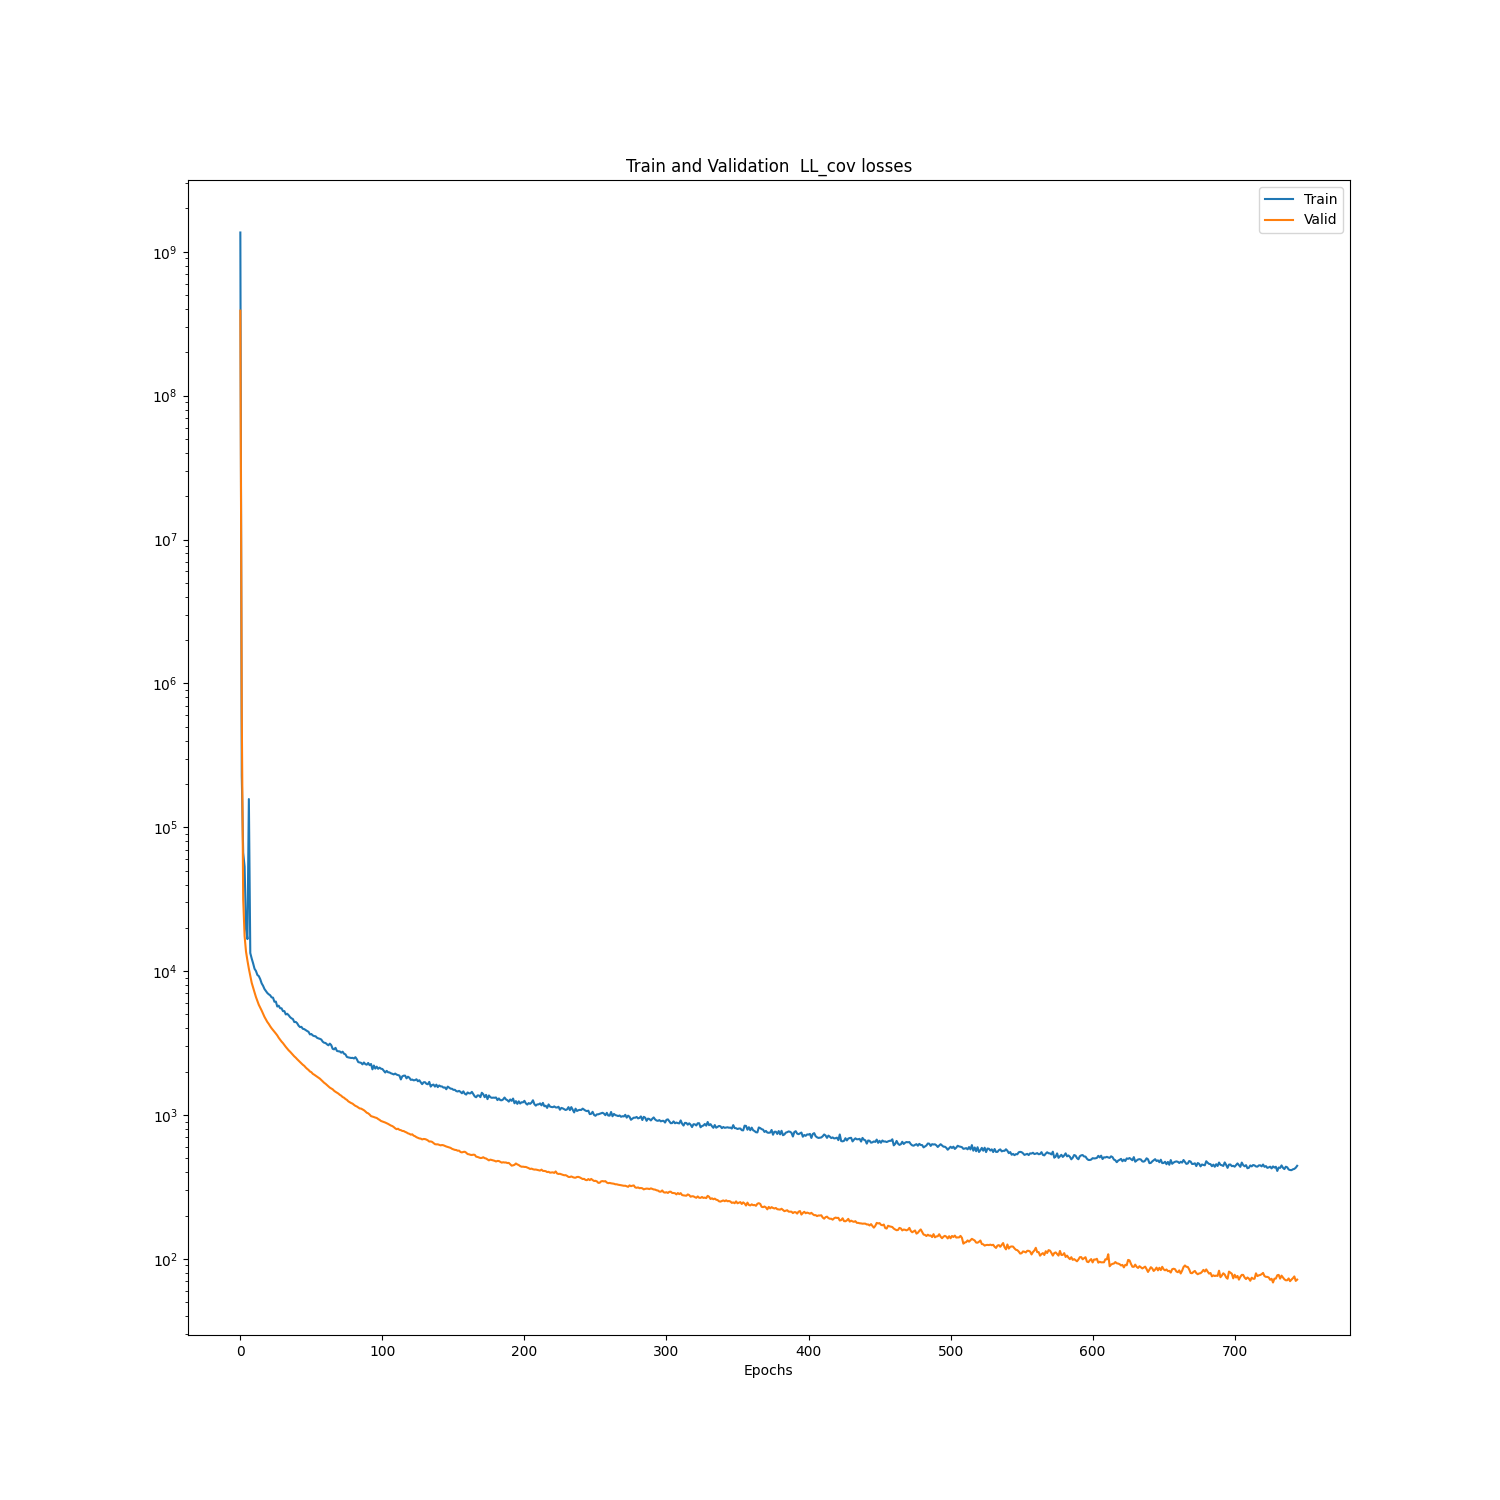 Train and Validation  LL_cov losses
Train
Valid
10⁹
10⁸
10⁷
10⁶
10⁵
10⁴
10³
10²
0 100 200 300 400 500 600 700
Epochs